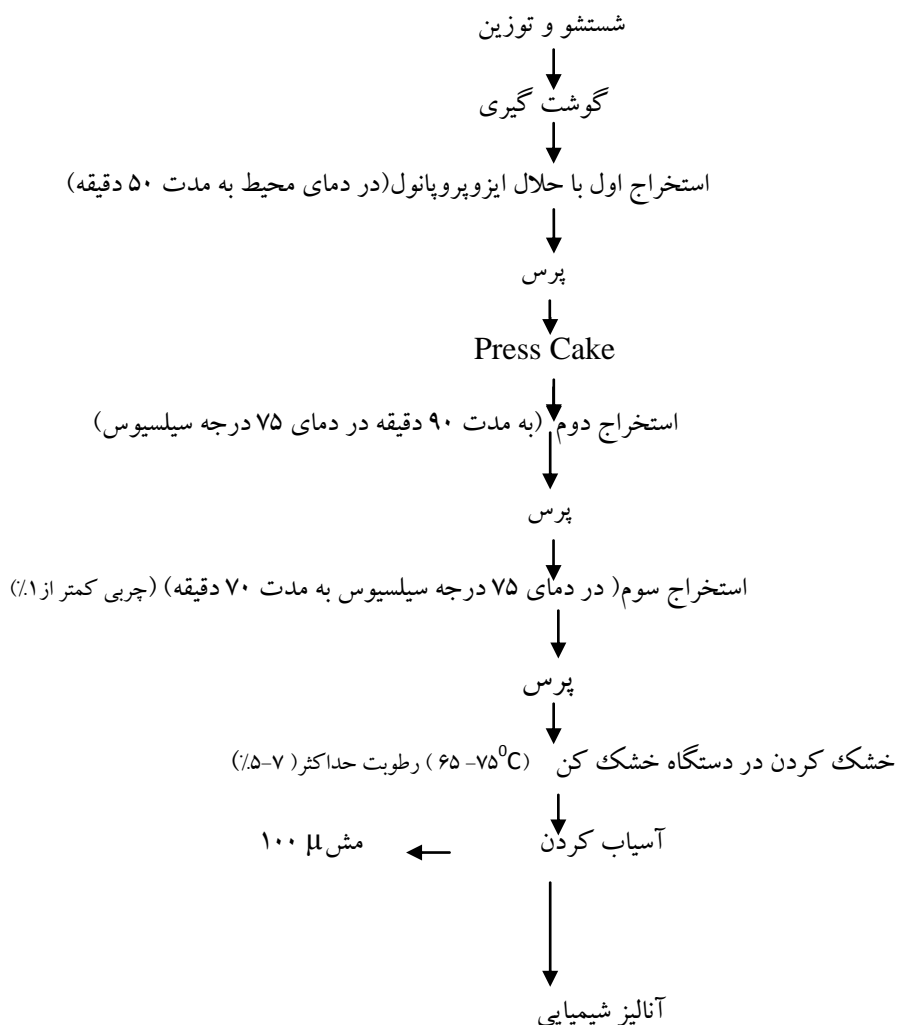 شستشو و توزین
گوشت گیری
استخراج اول با حلال ایزوپروپانول(در دمای محیط به مدت ۵۰ دقیقه)
پرس
Press Cake
استخراج دوم (به مدت ۹۰ دقیقه در دمای ۷۵ درجه سیلسیوس)
پرس
استخراج سوم( در دمای ۷۵ درجه سیلسیوس به مدت ۷۰ دقیقه) (چربی کمتر از ۱٪)
پرس
خشک کردن در دستگاه خشک کن (۶۵ –۷۵⁰C ) رطوبت حداکثر( ۷-۵٪)
آسیاب کردن مش µ ۱۰۰
آنالیز شیمیایی